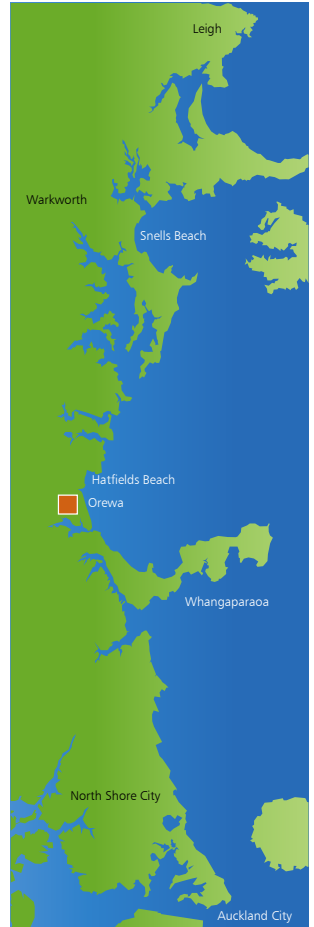 Leigh
Warkworth
Snells Beach
Hatfields Beach
Orewa
Whangaparaoa
North Shore City
Auckland City